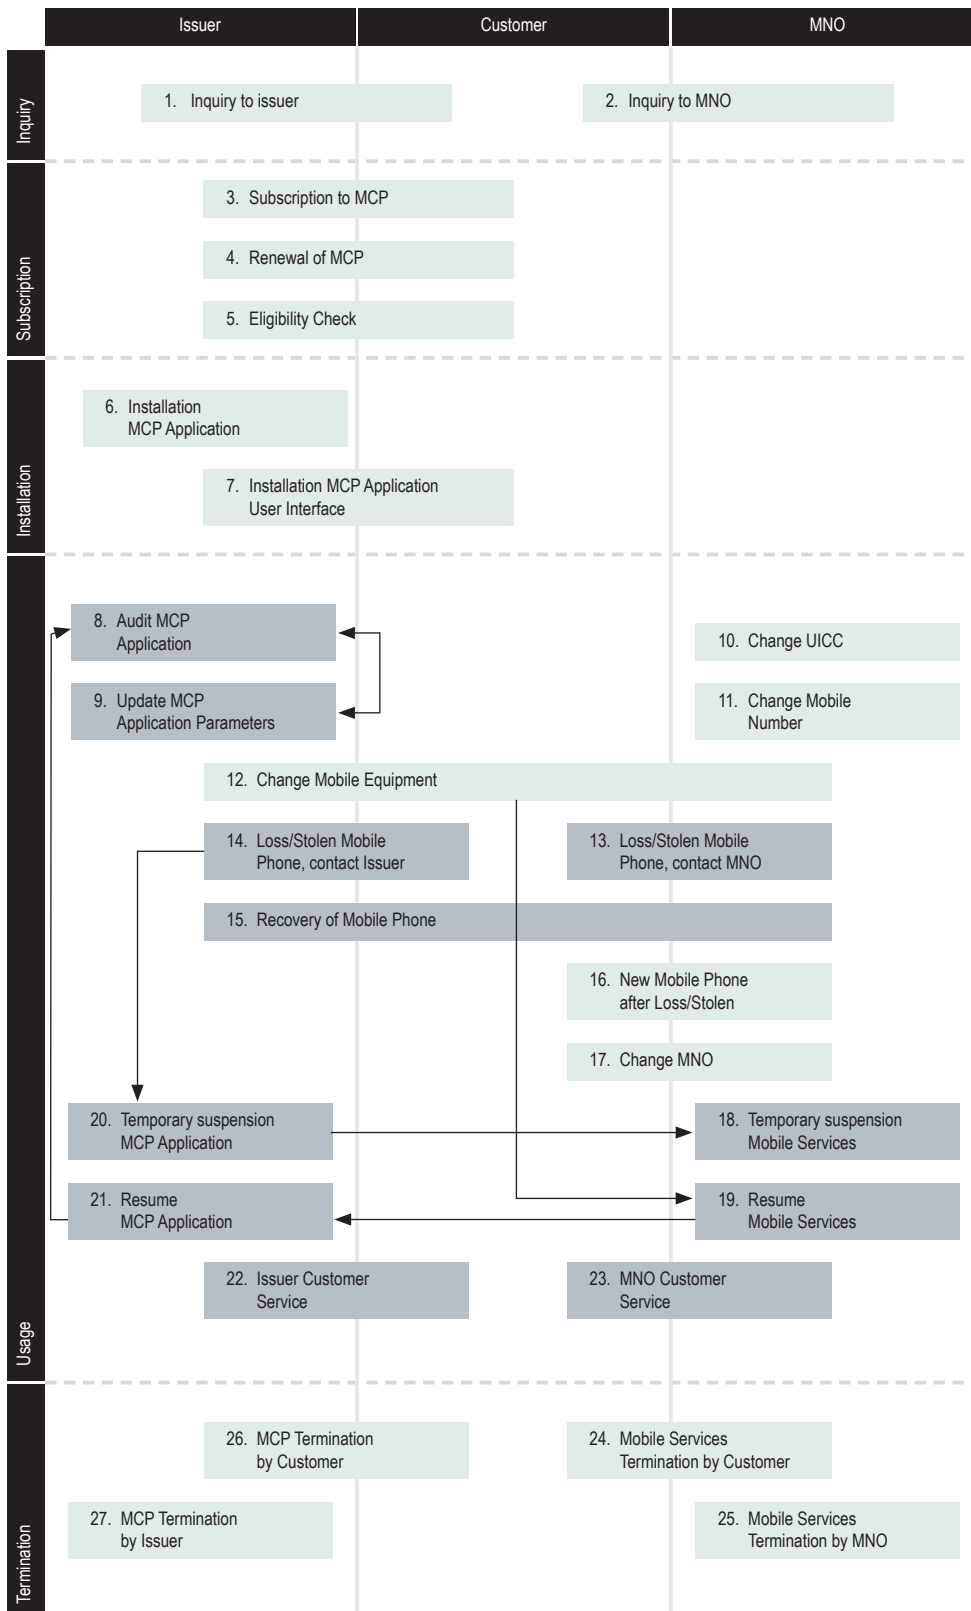 Issuer
Customer
MNO
Inquiry
1. Inquiry to issuer
2. Inquiry to MNO
Subscription
3. Subscription to MCP
4. Renewal of MCP
5. Eligibility Check
Installation
6. Installation
MCP Application
7. Installation MCP Application
User Interface
Usage
8. Audit MCP
Application
10. Change UICC
9. Update MCP
Application Parameters
11. Change Mobile
Number
12. Change Mobile Equipment
14. Loss/Stolen Mobile
Phone, contact Issuer
13. Loss/Stolen Mobile
Phone, contact MNO
15. Recovery of Mobile Phone
16. New Mobile Phone
after Loss/Stolen
17. Change MNO
20. Temporary suspension
MCP Application
18. Temporary suspension
Mobile Services
21. Resume
MCP Application
19. Resume
Mobile Services
22. Issuer Customer
Service
23. MNO Customer
Service
Termination
26. MCP Termination
by Customer
24. Mobile Services
Termination by Customer
27. MCP Termination
by Issuer
25. Mobile Services
Termination by MNO